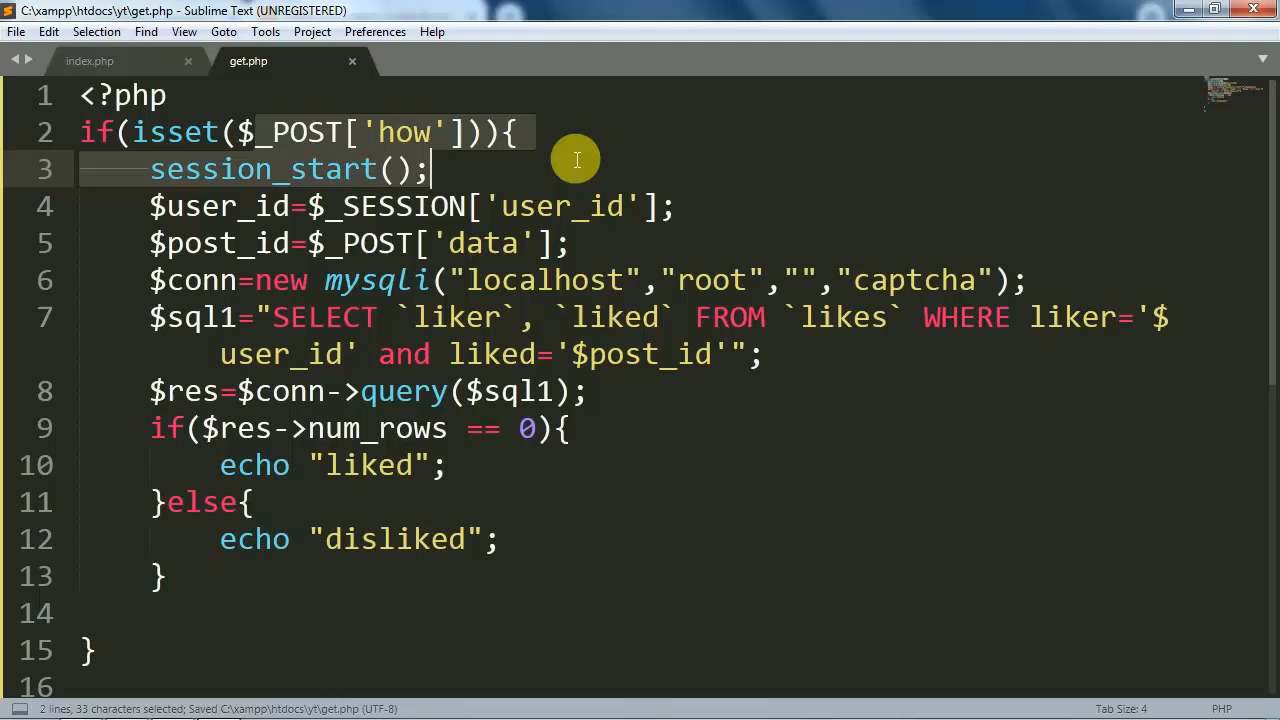 C:\xampp\htdocs\yt\get.php - Sublime Text (UNREGISTERED)
File Edit Selection Find View Goto Tools Project Preferences Help
index.php × get.php ×
1 <?php
2 if(isset($_POST['how'])){
3 session_start();
4 $user_id=$_SESSION['user_id'];
5 $post_id=$_POST['data'];
6 $conn=new mysqli("localhost","root","","captcha");
7 $sql1="SELECT `liker`, `liked` FROM `likes` WHERE liker='$
user_id' and liked='$post_id'";
8 $res=$conn->query($sql1);
9 if($res->num_rows == 0){
10 echo "liked";
11 }else{
12 echo "disliked";
13 }
14
15 }
16
2 lines, 33 characters selected; Saved C:\xampp\htdocs\yt\get.php (UTF-8) Tab Size: 4 PHP